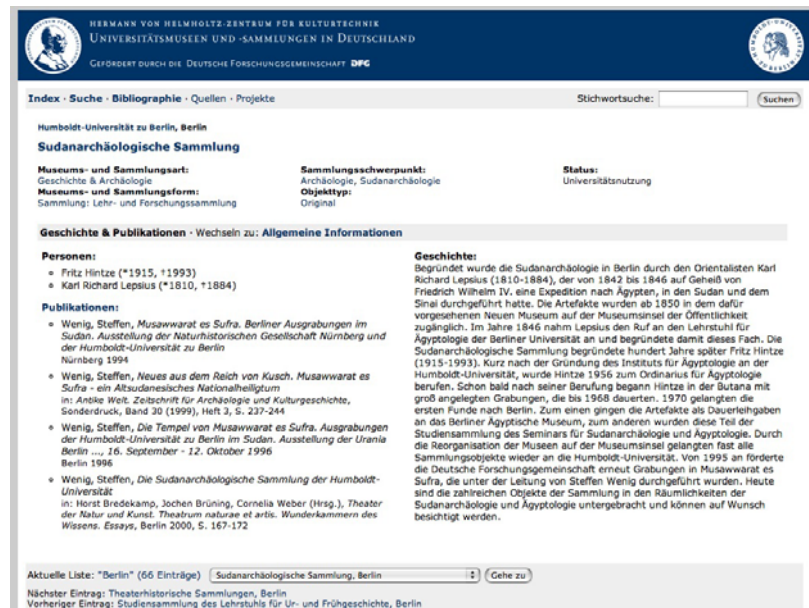 HERMANN VON HELMHOLTZ-ZENTRUM FÜR KULTURTECHNIK
UNIVERSITÄTSMUSEEN UND -SAMMLUNGEN IN DEUTSCHLAND
GEFÖRDERT DURCH DIE DEUTSCHE FORSCHUNGSGEMEINSCHAFT DFG
Index · Suche · Bibliographie · Quellen · Projekte
Stichwortsuche:
Suchen
Humboldt-Universität zu Berlin, Berlin
Sudanarchäologische Sammlung
Museums- und Sammlungsart:
Geschichte & Archäologie
Museums- und Sammlungsform:
Sammlung: Lehr- und Forschungssammlung
Sammlungsschwerpunkt:
Archäologie, Sudanarchäologie
Objekttyp:
Original
Status:
Universitätsnutzung
Geschichte & Publikationen · Wechseln zu: Allgemeine Informationen
Personen:
Fritz Hintze (*1915, †1993)
Karl Richard Lepsius (*1810, †1884)
Publikationen:
Wenig, Steffen, Musawwarat es Sufra. Berliner Ausgrabungen im
Sudan. Ausstellung der Naturhistorischen Gesellschaft Nürnberg und
der Humboldt-Universität zu Berlin
Nürnberg 1994
Wenig, Steffen, Neues aus dem Reich von Kusch. Musawwarat es
Sufra - ein Altsudanesisches Nationalheiligtum
in: Antike Welt. Zeitschrift für Archäologie und Kulturgeschichte,
Sonderdruck, Band 30 (1999), Heft 3, S. 237-244
Wenig, Steffen, Die Tempel von Musawwarat es Sufra. Ausgrabungen
der Humboldt-Universität zu Berlin im Sudan. Ausstellung der Urania
Berlin ..., 16. September - 12. Oktober 1996
Berlin 1996
Wenig, Steffen, Die Sudanarchäologische Sammlung der Humboldt-
Universität
in: Horst Bredekamp, Jochen Brüning, Cornelia Weber (Hrsg.), Theater
der Natur und Kunst. Theatrum naturae et artis. Wunderkammern des
Wissens. Essays, Berlin 2000, S. 167-172
Geschichte:
Begründet wurde die Sudanarchäologie in Berlin durch den Orientalisten Karl
Richard Lepsius (1810-1884), der von 1842 bis 1846 auf Geheiß von
Friedrich Wilhelm IV. eine Expedition nach Ägypten, in den Sudan und dem
Sinai durchgeführt hatte. Die Artefakte wurden ab 1850 in dem dafür
vorgesehenen Neuen Museum auf der Museumsinsel der Öffentlichkeit
zugänglich. Im Jahre 1846 nahm Lepsius den Ruf an den Lehrstuhl für
Ägyptologie der Berliner Universität an und begründete damit dieses Fach. Die
Sudanarchäologische Sammlung begründete hundert Jahre später Fritz Hintze
(1915-1993). Kurz nach der Gründung des Instituts für Ägyptologie an der
Humboldt-Universität, wurde Hintze 1956 zum Ordinarius für Ägyptologie
berufen. Schon bald nach seiner Berufung begann Hintze in der Butana mit
groß angelegten Grabungen, die bis 1968 dauerten. 1970 gelangten die
ersten Funde nach Berlin. Zum einen gingen die Artefakte als Dauerleihgaben
an das Berliner Ägyptische Museum, zum anderen wurden diese Teil der
Studiensammlung des Seminars für Sudanarchäologie und Ägyptologie. Durch
die Reorganisation der Museen auf der Museumsinsel gelangten fast alle
Sammlungsobjekte wieder an die Humboldt-Universität. Von 1995 an förderte
die Deutsche Forschungsgemeinschaft erneut Grabungen in Musawwarat es
Sufra, die unter der Leitung von Steffen Wenig durchgeführt wurden. Heute
sind die zahlreichen Objekte der Sammlung in den Räumlichkeiten der
Sudanarchäologie und Ägyptologie untergebracht und können auf Wunsch
besichtigt werden.
Aktuelle Liste: "Berlin" (66 Einträge)
Sudanarchäologische Sammlung, Berlin
Gehe zu
Nächster Eintrag: Theaterhistorische Sammlungen, Berlin
Vorheriger Eintrag: Studiensammlung des Lehrstuhls für Ur- und Frühgeschichte, Berlin